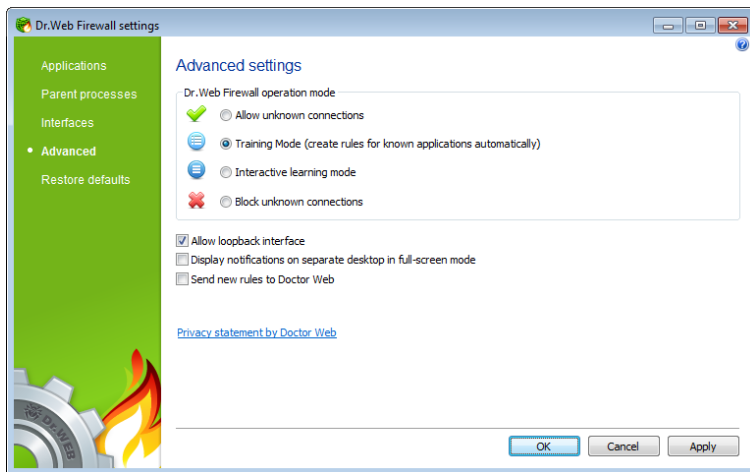 Dr.Web Firewall settings
Applications
Parent processes
Interfaces
Advanced
Restore defaults
Advanced settings
Dr.Web Firewall operation mode
Allow unknown connections
Training Mode (create rules for known applications automatically)
Interactive learning mode
Block unknown connections
Allow loopback interface
Display notifications on separate desktop in full-screen mode
Send new rules to Doctor Web
Privacy statement by Doctor Web
Dr.WEB
OK Cancel Apply